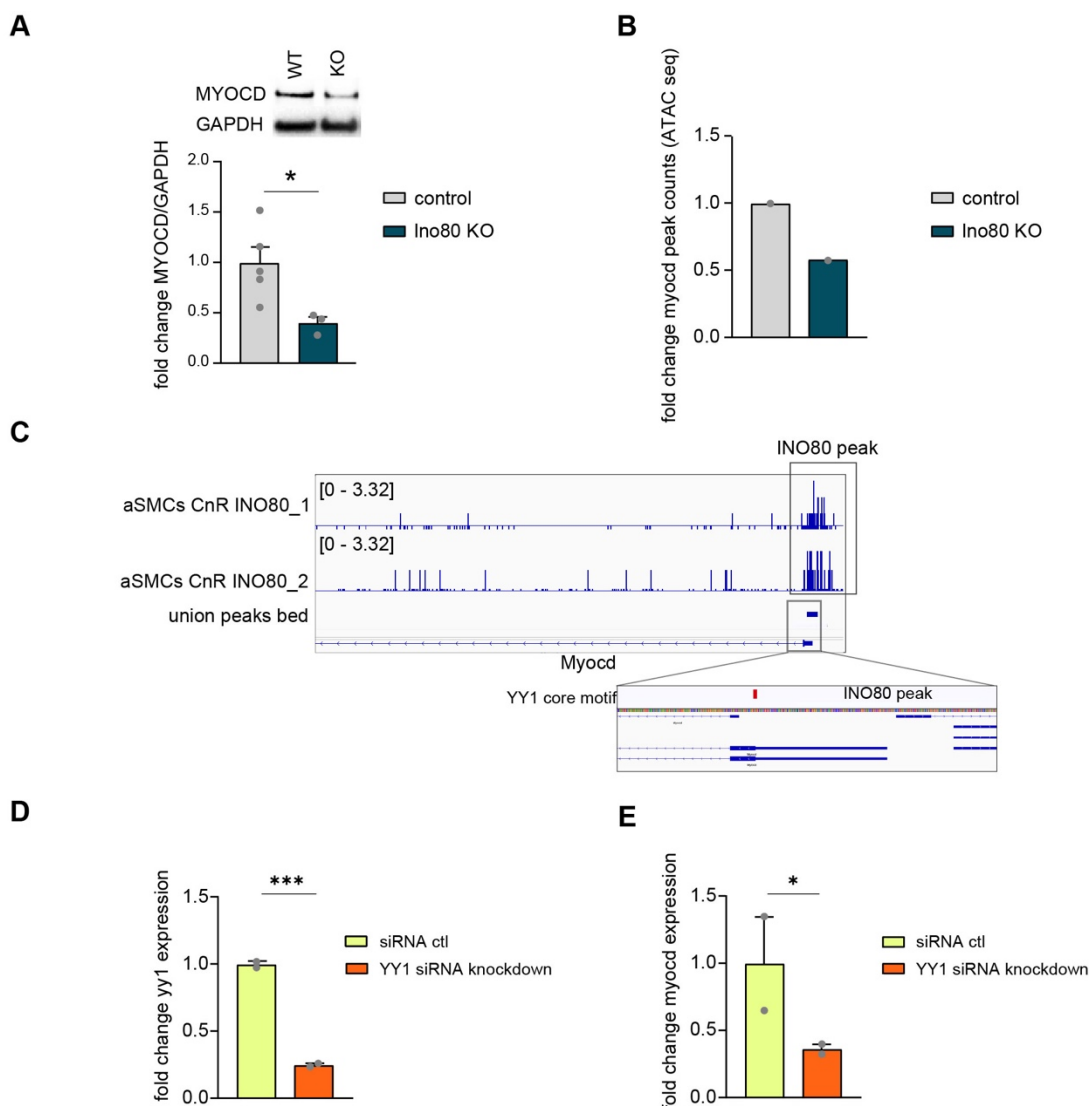 A
WT
KO
MYOCD
GAPDH
fold change MYOCD/GAPDH
2.0
1.5
1.0
0.5
0.0
*
control
Ino80 KO
B
fold change myocd peak counts (ATAC seq)
1.5
1.0
0.5
0.0
control
Ino80 KO
C
INO80 peak
aSMCs CnR INO80_1
[0 - 3.32]
aSMCs CnR INO80_2
[0 - 3.32]
union peaks bed
Myocd
YY1 core motif
INO80 peak
D
fold change yy1 expression
1.5
1.0
0.5
0.0
***
siRNA ctl
YY1 siRNA knockdown
E
fold change myocd expression
1.5
1.0
0.5
0.0
*
siRNA ctl
YY1 siRNA knockdown